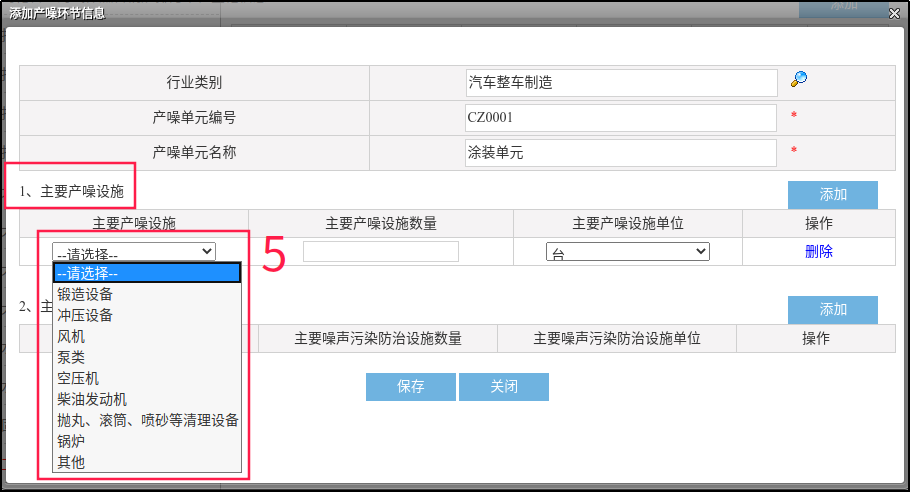 添加产噪环节信息
添加
行业类别 汽车整车制造
产噪单元编号 CZ0001 *
产噪单元名称 涂装单元 *
1、主要产噪设施 添加
主要产噪设施 主要产噪设施数量 主要产噪设施单位 操作
--请选择-- 台 删除
5
--请选择--
锻造设备
冲压设备
风机
泵类
空压机
柴油发动机
抛丸、滚筒、喷砂等清理设备
锅炉
其他
2、主 添加
主要噪声污染防治设施数量 主要噪声污染防治设施单位 操作
保存 关闭